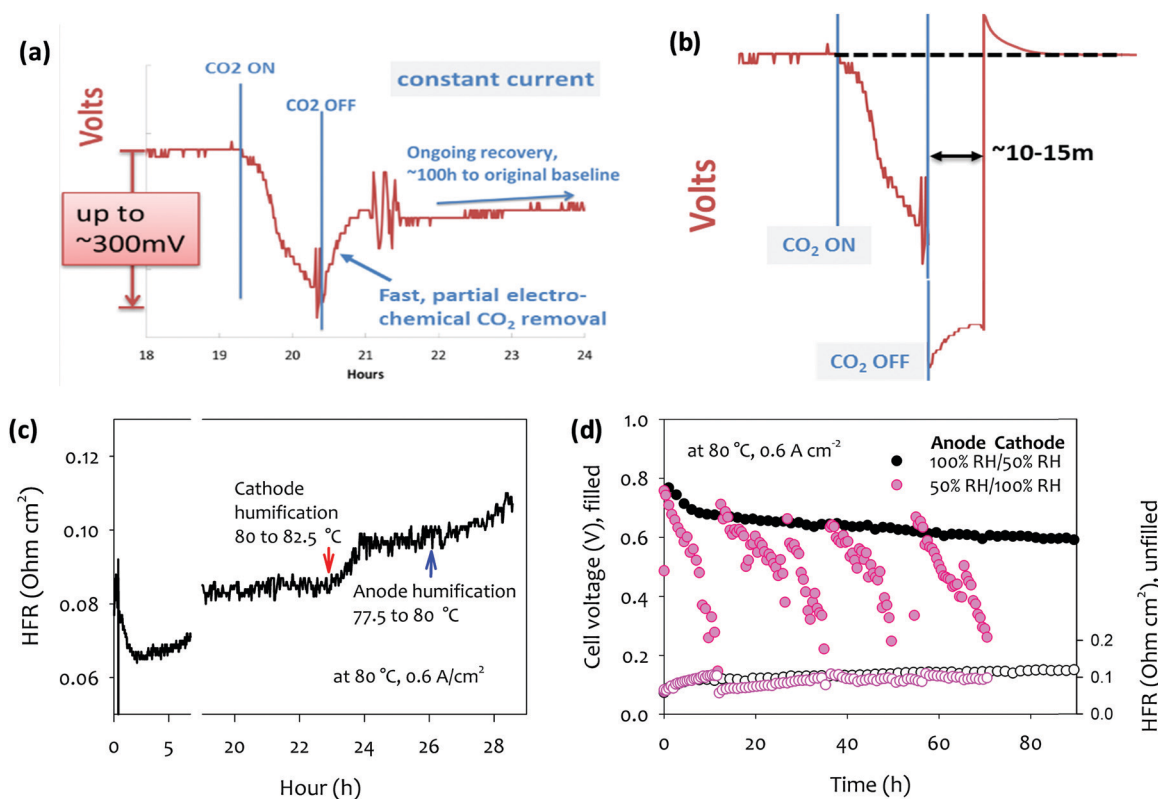 (a)
CO2 ON
CO2 OFF
constant current
Volts
up to
~300mV
Ongoing recovery,
~100h to original baseline
Fast, partial electro-
chemical CO₂ removal
18
19
20
21
22
23
24
Hours
(b)
Volts
~10-15m
CO₂ ON
CO₂ OFF
(c)
HFR (Ohm cm²)
0.12
0.10
0.08
0.06
Cathode
humification
80 to 82.5 °C
Anode humification
77.5 to 80 °C
at 80 °C, 0.6 A/cm²
0
5
20
22
24
26
28
Hour (h)
(d)
Cell voltage (V), filled
1.0
0.8
0.6
0.4
0.2
0.0
at 80 °C, 0.6 A cm⁻²
Anode Cathode
100% RH/50% RH
50% RH/100% RH
0.2
0.1
0.0
HFR (Ohm cm²), unfilled
0
20
40
60
80
Time (h)